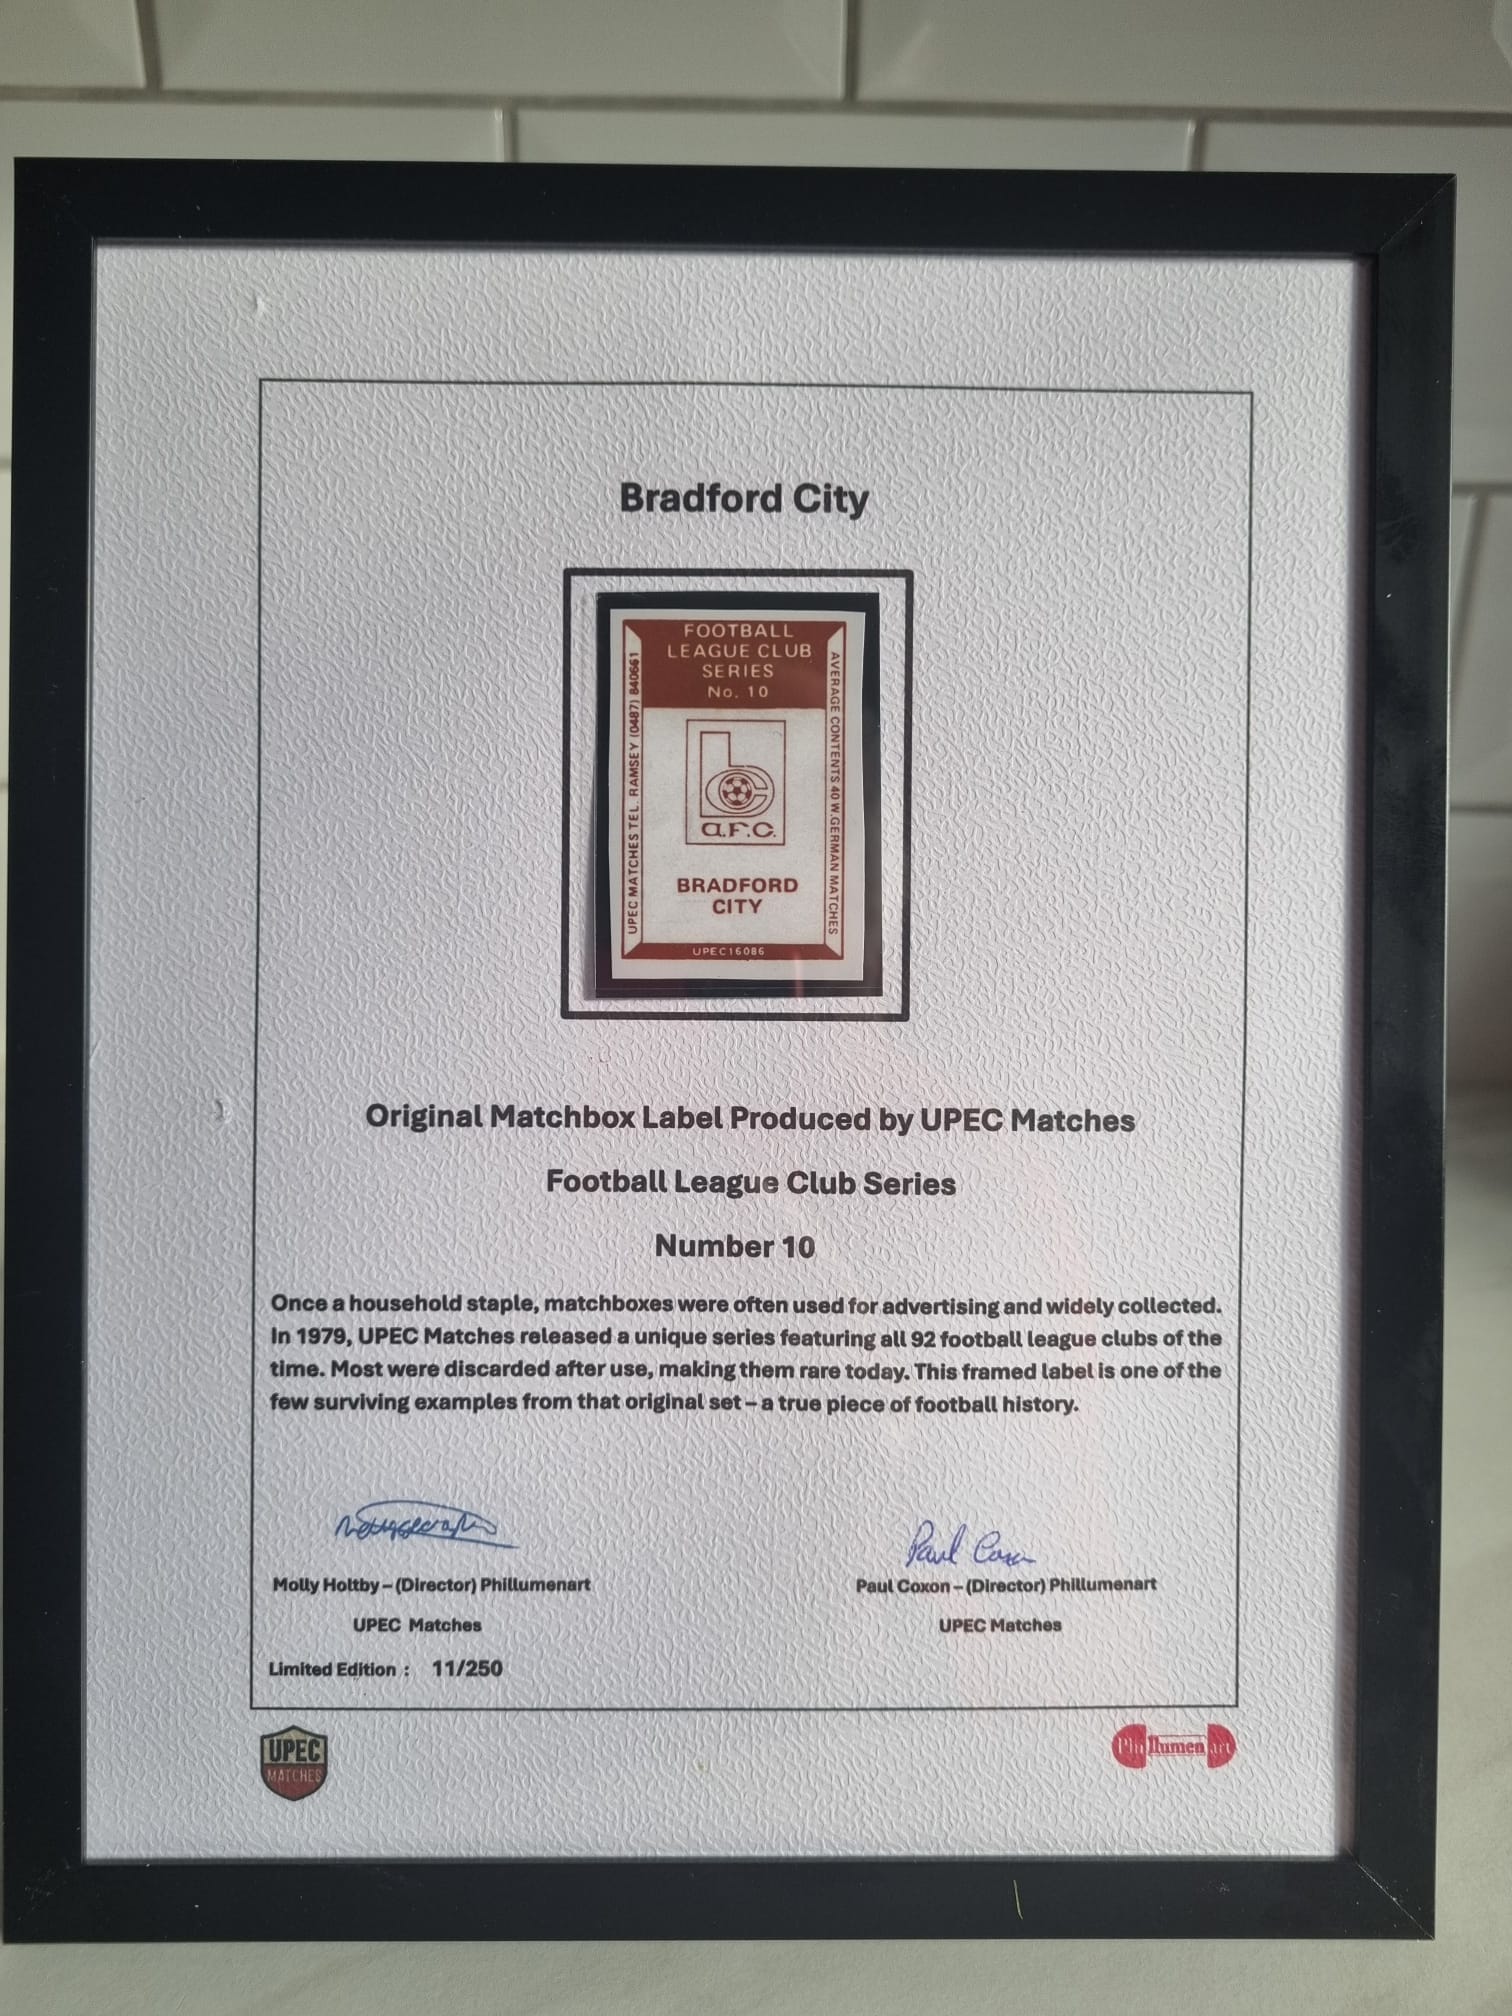 Bradford City
FOOTBALL
LEAGUE CLUB
SERIES
No. 10
UPEC MATCHES TEL. RAMSEY (0487) 840661
AVERAGE CONTENTS 40 W.GERMAN MATCHES
bc
a.F.C.
BRADFORD
CITY
UPEC16086
Original Matchbox Label Produced by UPEC Matches
Football League Club Series
Number 10
Once a household staple, matchboxes were often used for advertising and widely collected.
In 1979, UPEC Matches released a unique series featuring all 92 football league clubs of the
time. Most were discarded after use, making them rare today. This framed label is one of the
few surviving examples from that original set – a true piece of football history.
Paul Coxon
Molly Holtby – (Director) Phillumenart
Paul Coxon – (Director) Phillumenart
UPEC Matches
UPEC Matches
Limited Edition : 11/250
UPEC
MATCHES
Phillumenart